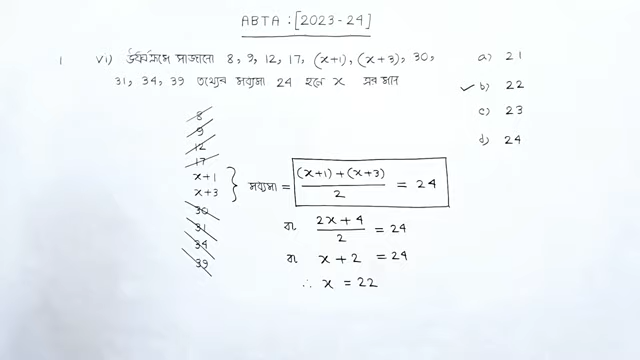 ABTA : [2023-24]
1 vi) ঊর্ধ্বক্রমে সাজানো 8, 9, 12, 17, (x+1), (x+3), 30, a) 21
31, 34, 39 তথ্যের মধ্যমা 24 হলে x এর মান ✓ b) 22
c) 23
d) 24
8
9
12
17
x+1
x+3
30
31
34
39
মধ্যমা = (x+1) + (x+3) / 2 = 24
বা 2x+4 / 2 = 24
বা x + 2 = 24
∴ x = 22